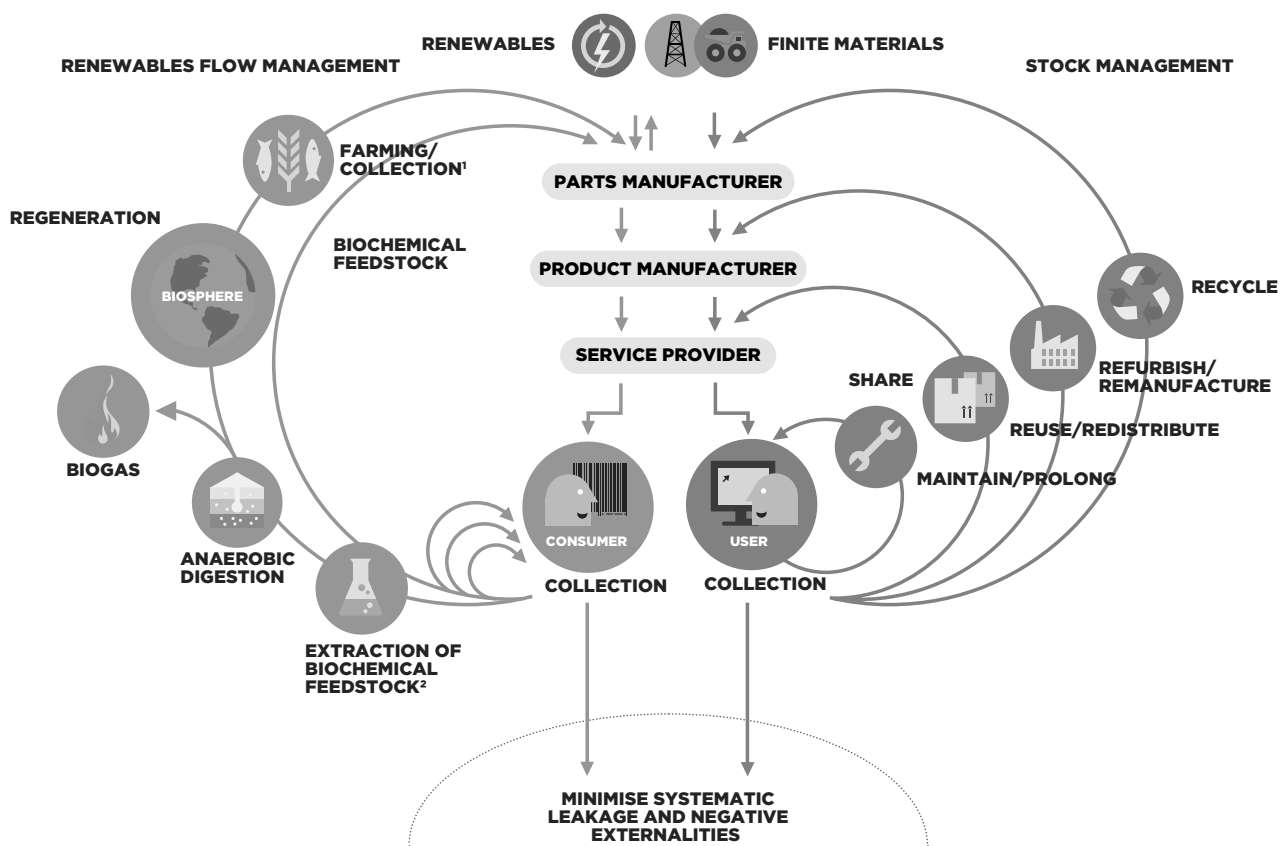 RENEWABLES
FINITE MATERIALS
RENEWABLES FLOW MANAGEMENT
STOCK MANAGEMENT
FARMING/
COLLECTION¹
PARTS MANUFACTURER
REGENERATION
BIOCHEMICAL
FEEDSTOCK
PRODUCT MANUFACTURER
RECYCLE
BIOSPHERE
SERVICE PROVIDER
SHARE
REFURBISH/
REMANUFACTURE
REUSE/REDISTRIBUTE
BIOGAS
MAINTAIN/PROLONG
CONSUMER
USER
ANAEROBIC
DIGESTION
COLLECTION
COLLECTION
EXTRACTION OF
BIOCHEMICAL
FEEDSTOCK²
MINIMISE SYSTEMATIC
LEAKAGE AND NEGATIVE
EXTERNALITIES